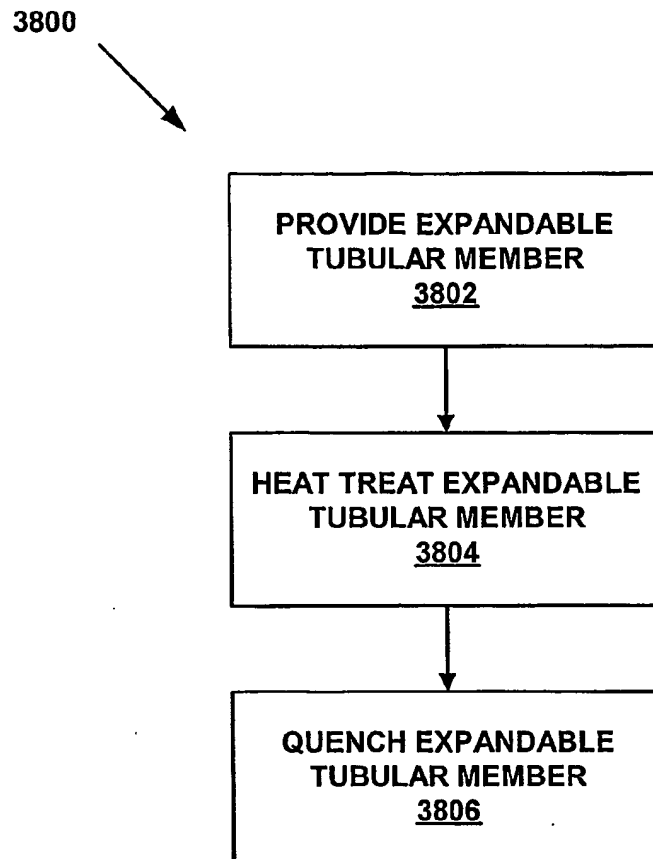 3800
PROVIDE EXPANDABLE
TUBULAR MEMBER
3802
HEAT TREAT EXPANDABLE
TUBULAR MEMBER
3804
QUENCH EXPANDABLE
TUBULAR MEMBER
3806